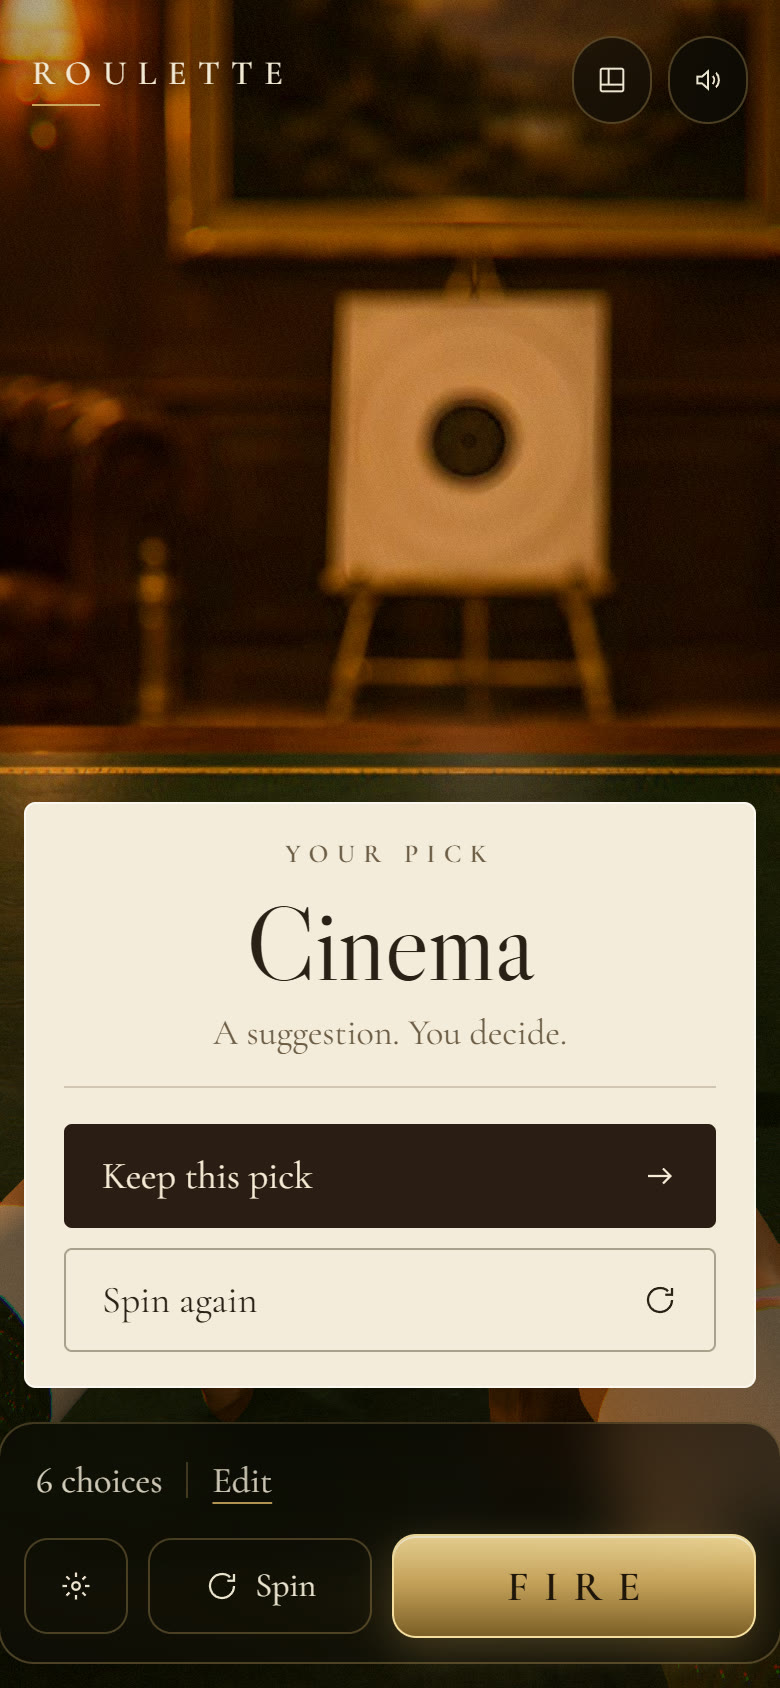 ROULETTE
YOUR PICK
Cinema
A suggestion. You decide.
Keep this pick
Spin again
6 choices
Edit
Spin
FIRE